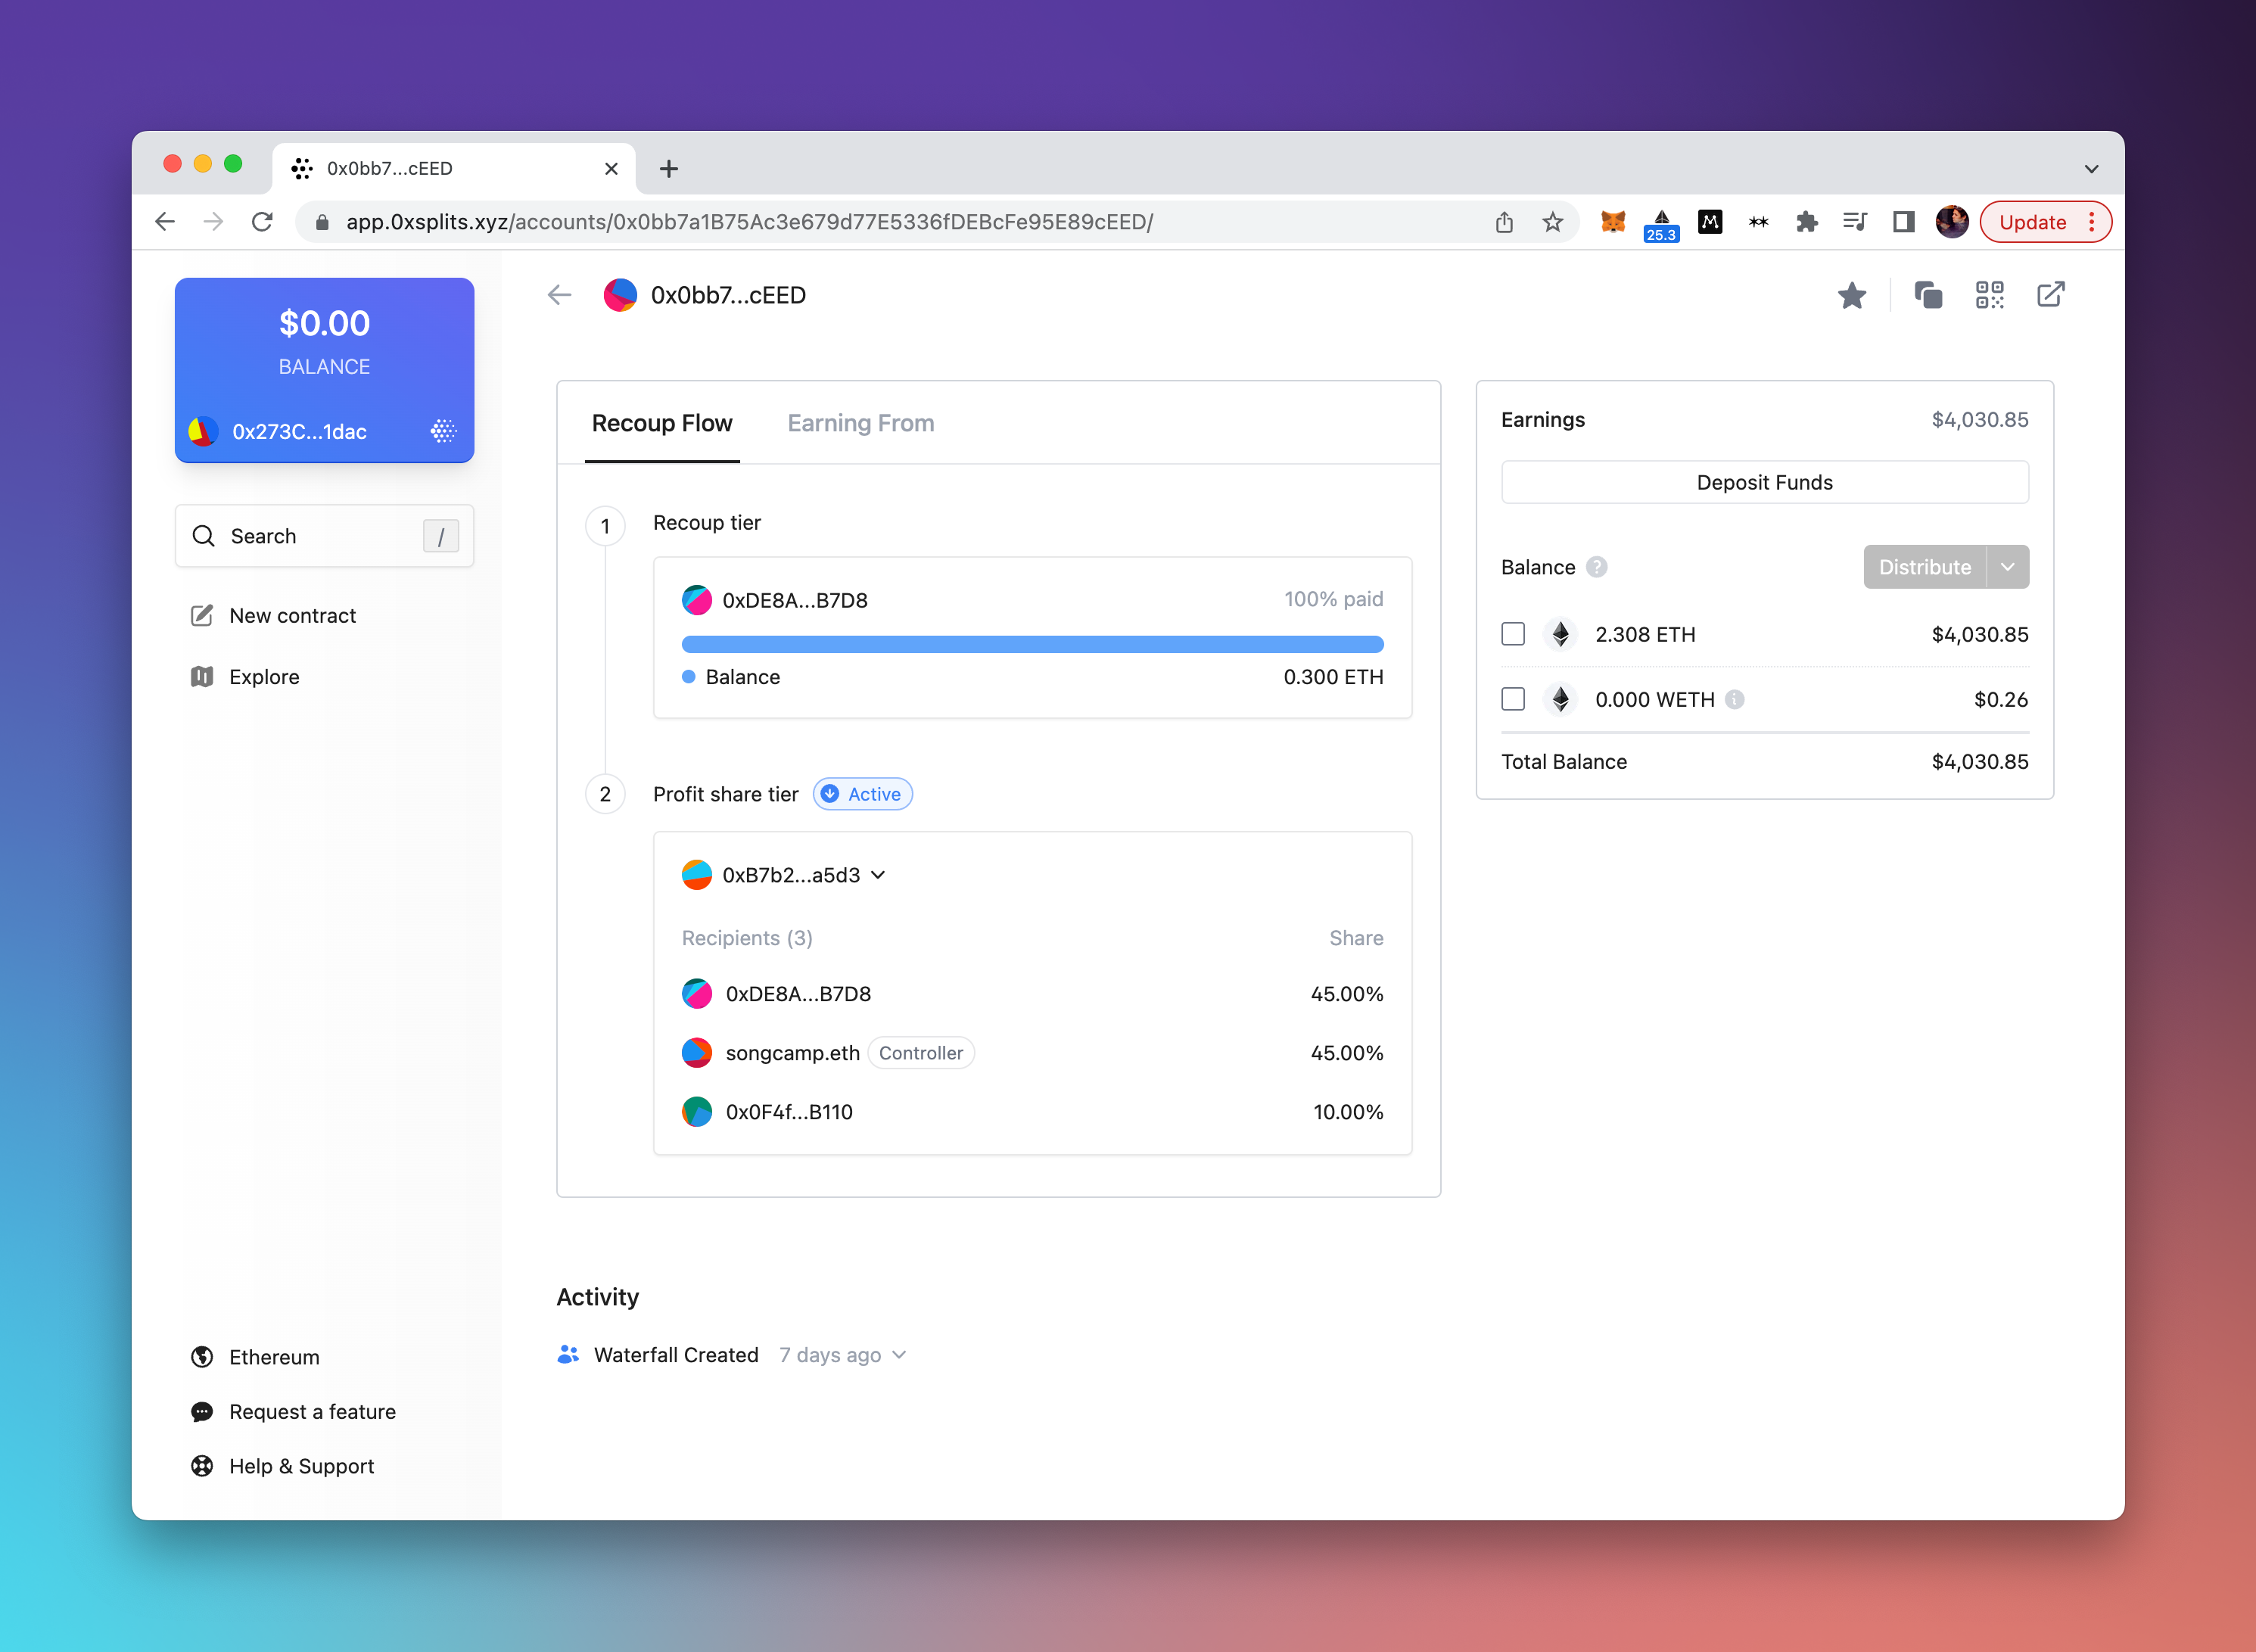 0x0bb7...cEED
app.0xsplits.xyz/accounts/0x0bb7a1B75Ac3e679d77E5336fDEBcFe95E89cEED/
25.3
M
Update
$0.00
BALANCE
0x273C...1dac
Search /
New contract
Explore
Ethereum
Request a feature
Help & Support
0x0bb7...cEED
Recoup Flow Earning From
1 Recoup tier
0xDE8A...B7D8 100% paid
Balance 0.300 ETH
2 Profit share tier Active
0xB7b2...a5d3
Recipients (3) Share
0xDE8A...B7D8 45.00%
songcamp.eth Controller 45.00%
0x0F4f...B110 10.00%
Earnings $4,030.85
Deposit Funds
Balance ? Distribute
2.308 ETH $4,030.85
0.000 WETH i $0.26
Total Balance $4,030.85
Activity
Waterfall Created 7 days ago